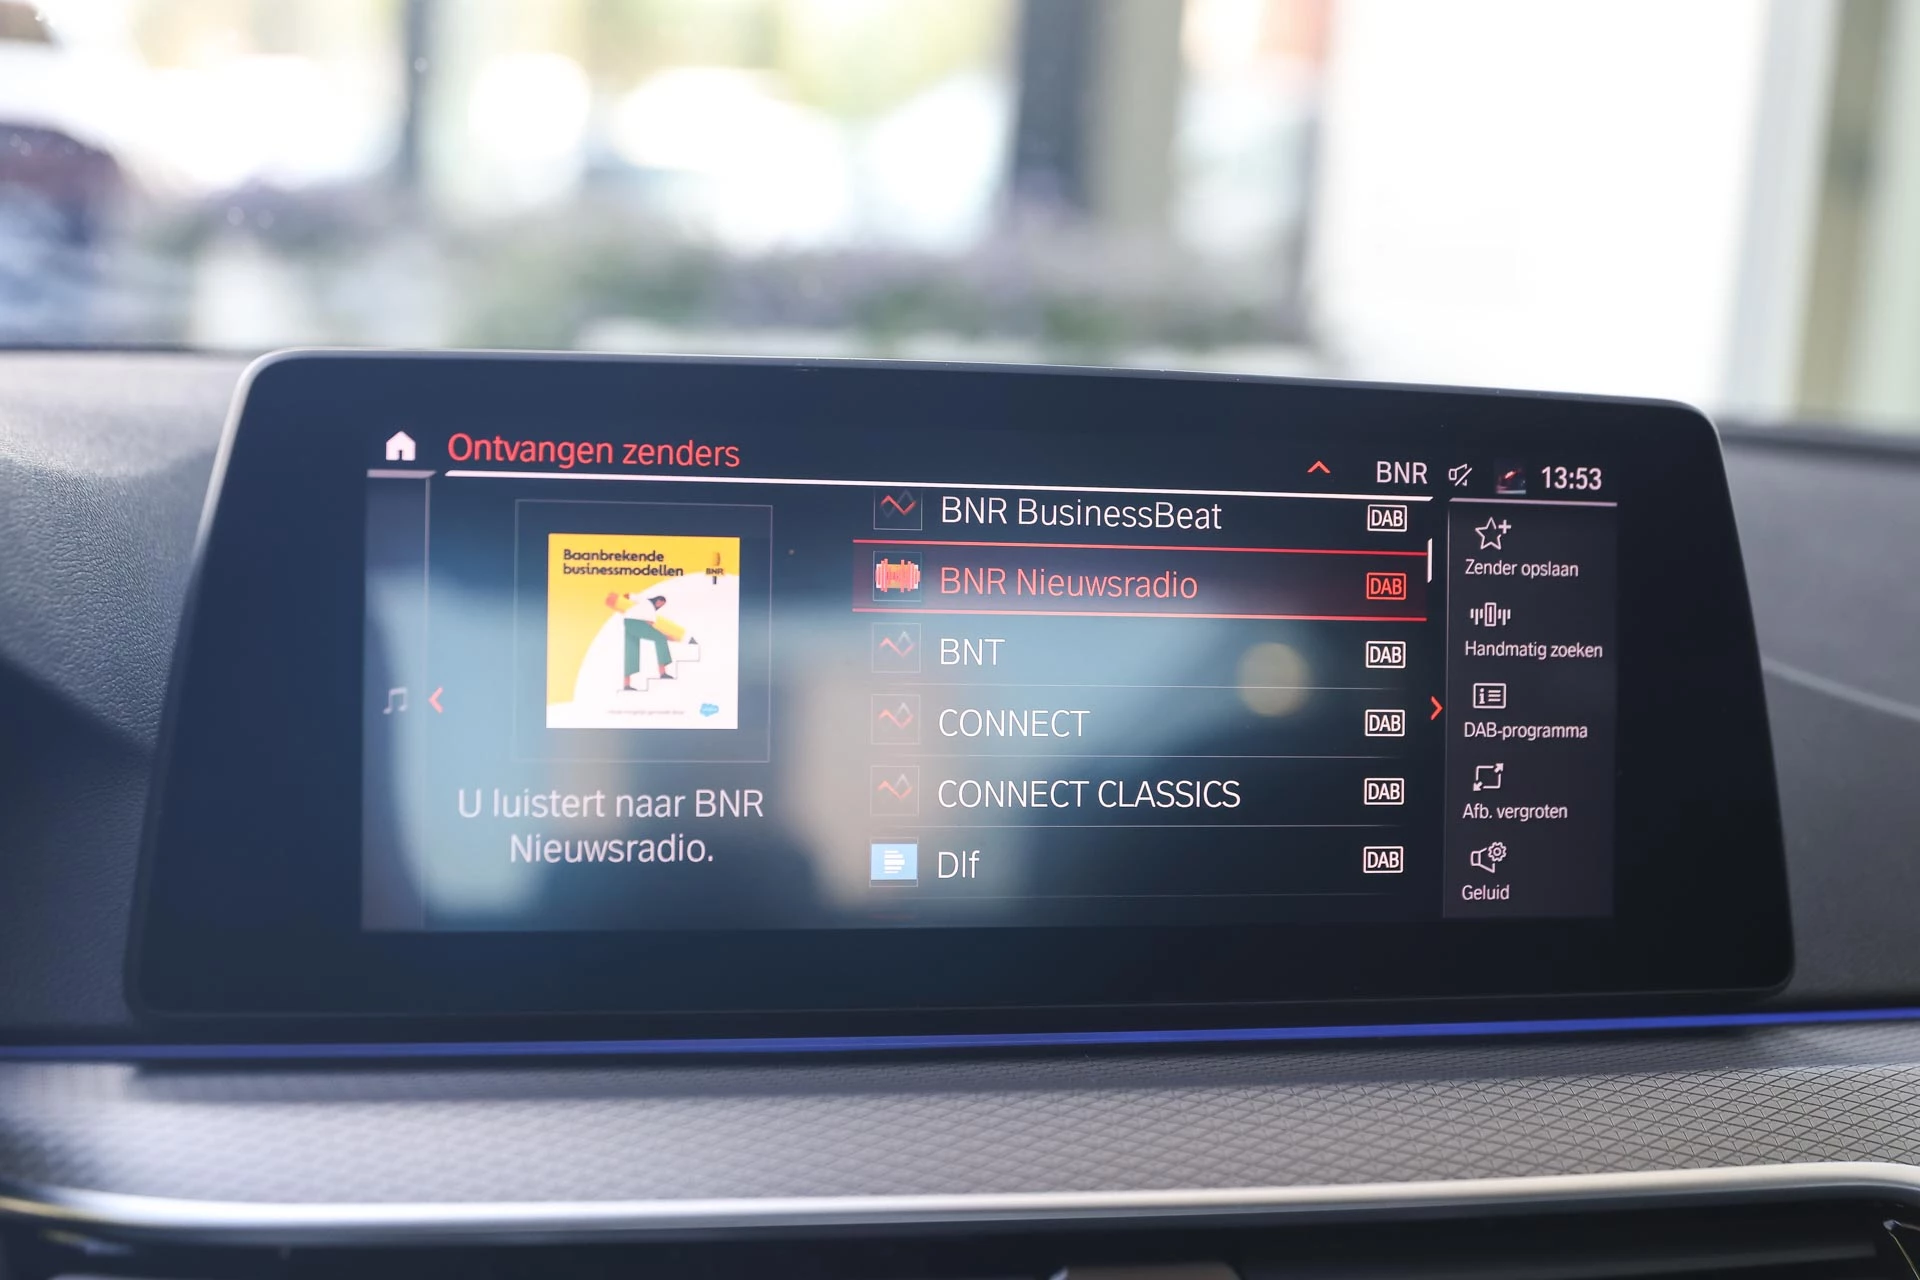 Ontvangen zenders
BNR
13:53
Baanbrekende
businessmodellen
BNR
U luistert naar BNR
Nieuwsradio.
BNR BusinessBeat DAB
BNR Nieuwsradio DAB
BNT DAB
CONNECT DAB
CONNECT CLASSICS DAB
Dlf DAB
Zender opslaan
Handmatig zoeken
DAB-programma
Afb. vergroten
Geluid